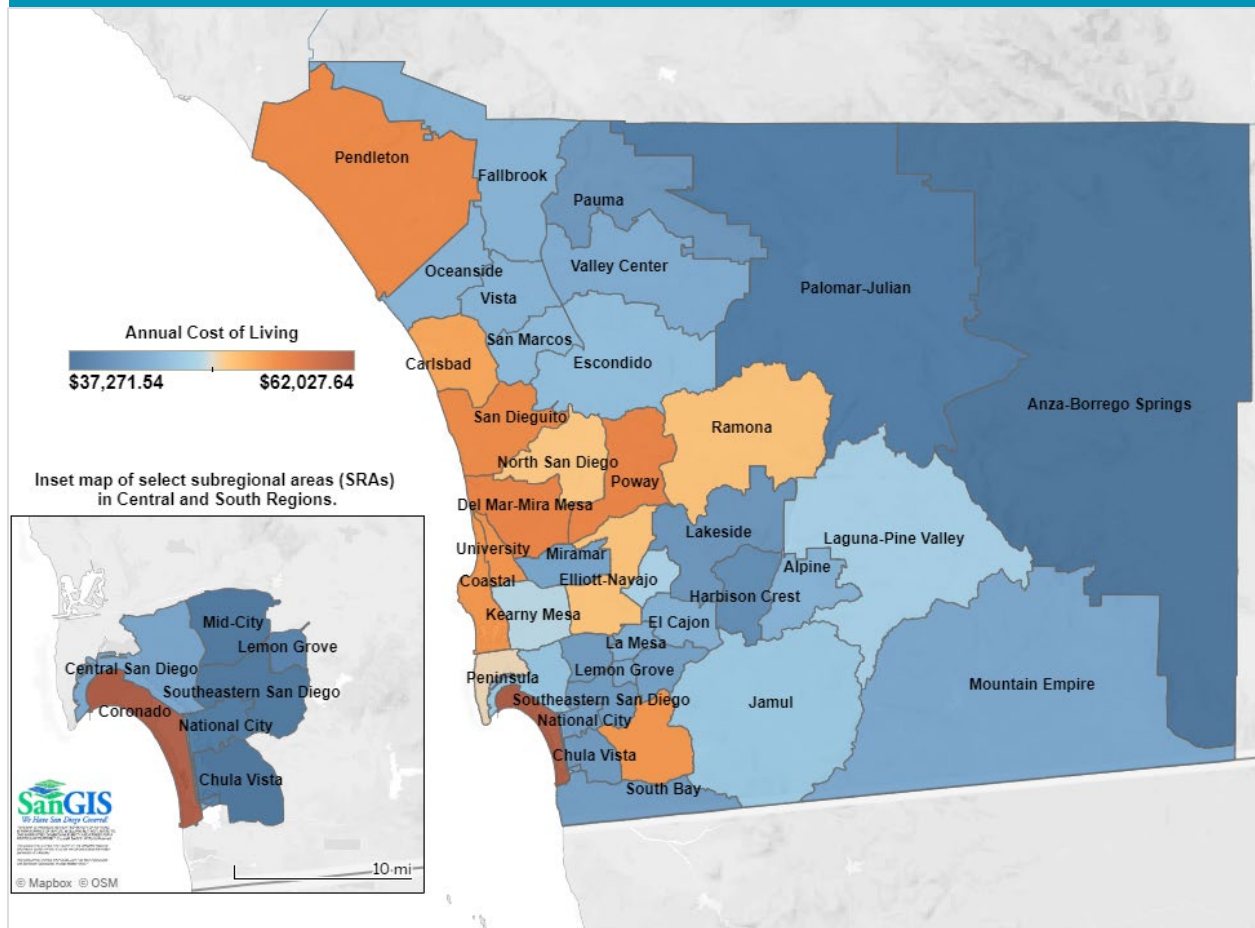 Pendleton
Fallbrook
Pauma
Oceanside
Valley Center
Vista
Palomar-Julian
Annual Cost of Living
$37,271.54
$62,027.64
San Marcos
Carlsbad
Escondido
Anza-Borrego Springs
San Dieguito
Ramona
North San Diego
Poway
Del Mar-Mira Mesa
Lakeside
Laguna-Pine Valley
University
Miramar
Alpine
Coastal
Elliott-Navajo
Harbison Crest
Kearny Mesa
El Cajon
La Mesa
Lemon Grove
Peninsula
Mountain Empire
Southeastern San Diego
Jamul
National City
Chula Vista
South Bay
Inset map of select subregional areas (SRAs)
in Central and South Regions.
Mid-City
Lemon Grove
Central San Diego
Southeastern San Diego
Coronado
National City
Chula Vista
SanGIS
We Have San Diego Covered!
10 mi
© Mapbox © OSM